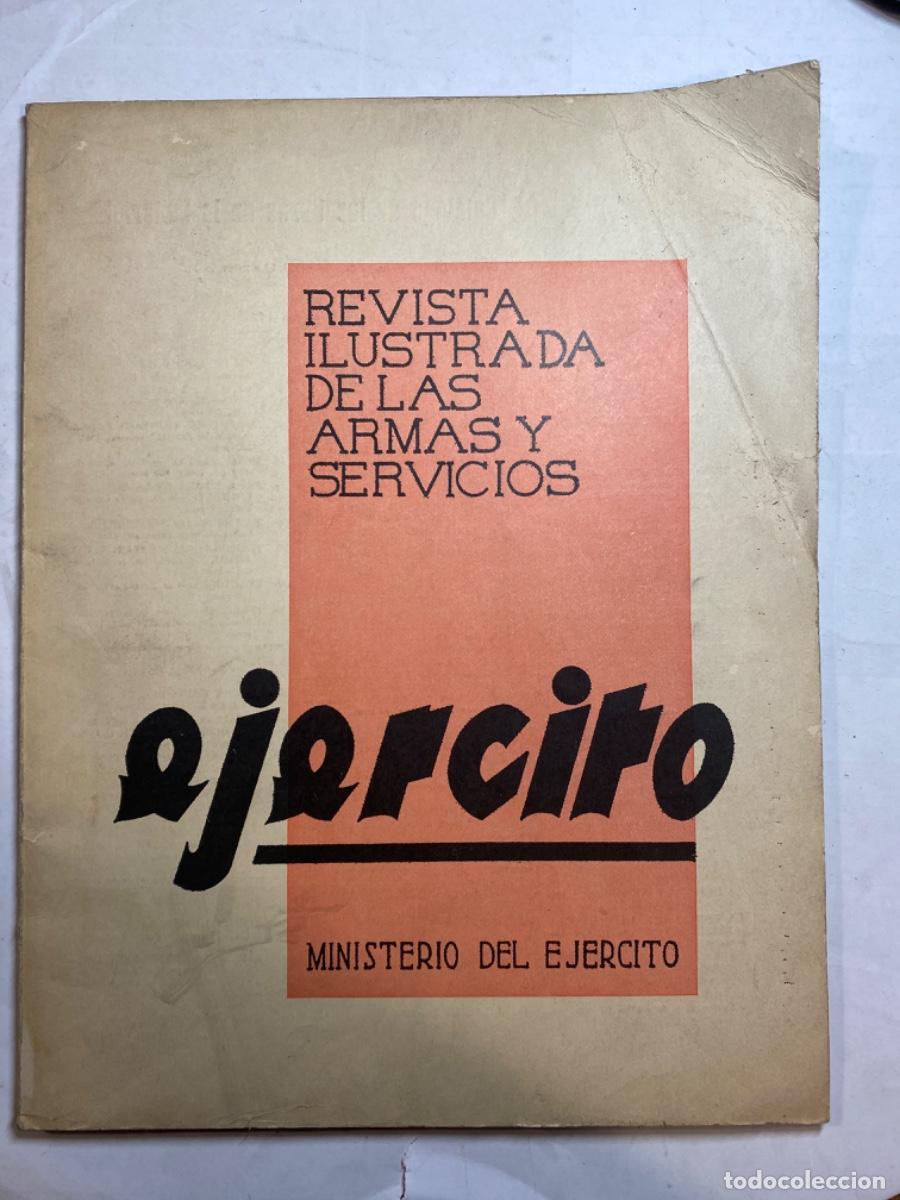 REVISTA
ILUSTRADA
DE LAS
ARMAS Y
SERVICIOS
ejercito
MINISTERIO DEL EJERCITO
todocoleccion